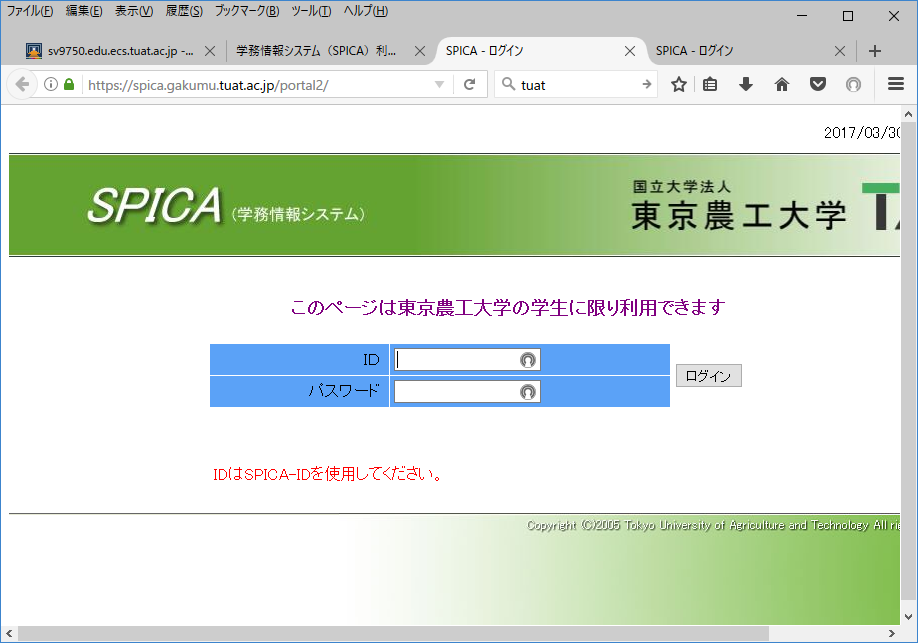 ファイル(F) 編集(E) 表示(V) 履歴(S) ブックマーク(B) ツール(T) ヘルプ(H)
sv9750.edu.ecs.tuat.ac.jp -...
学務情報システム（SPICA）利...
SPICA - ログイン
SPICA - ログイン
https://spica.gakumu.tuat.ac.jp/portal2/
tuat
2017/03/30
SPICA（学務情報システム）
国立大学法人
東京農工大学
このページは東京農工大学の学生に限り利用できます
ID
ログイン
パスワード
IDはSPICA-IDを使用してください。
Copyright (C)2005 Tokyo University of Agriculture and Technology All